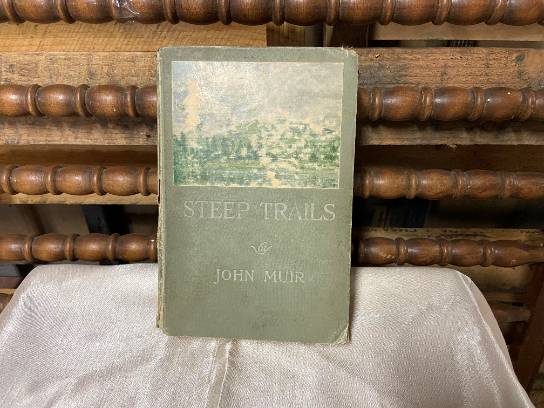 STEEP TRAILS
JOHN MUIR